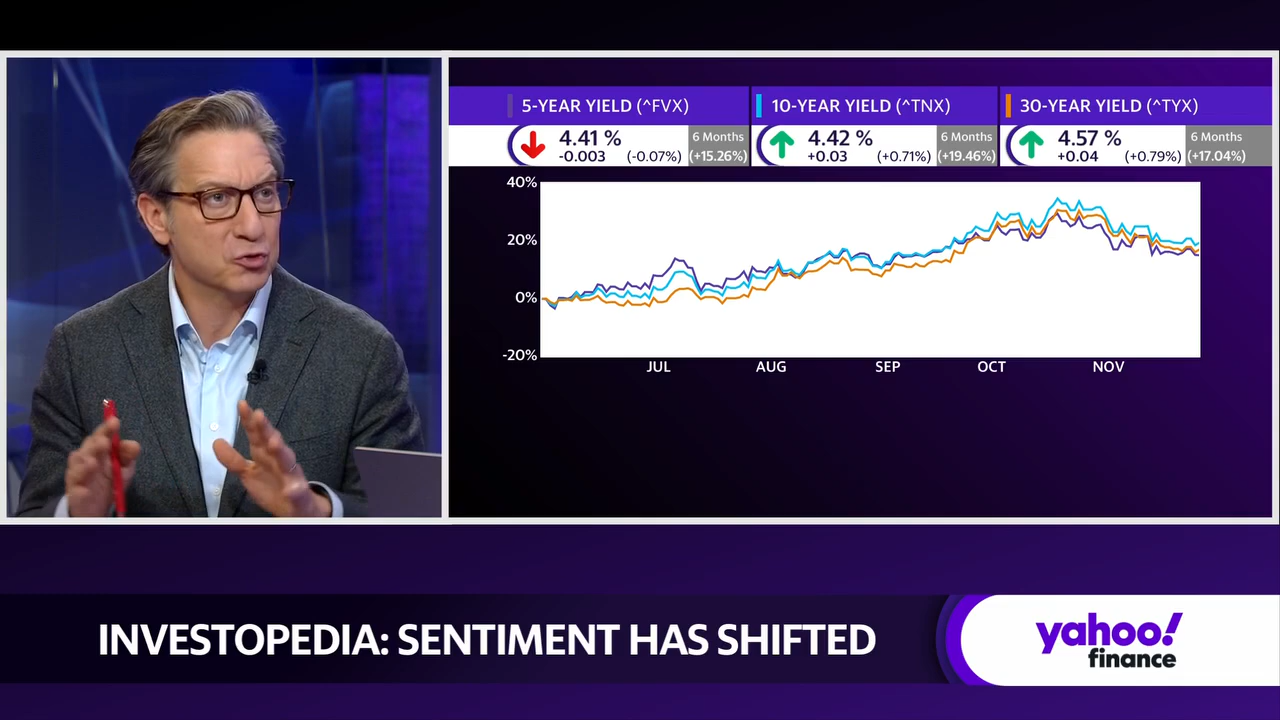 5-YEAR YIELD (^FVX)
4.41 %
-0.003 (-0.07%)
6 Months
(+15.26%)
10-YEAR YIELD (^TNX)
4.42 %
+0.03 (+0.71%)
6 Months
(+19.46%)
30-YEAR YIELD (^TYX)
4.57 %
+0.04 (+0.79%)
6 Months
(+17.04%)
40%
20%
0%
-20%
JUL AUG SEP OCT NOV
INVESTOPEDIA: SENTIMENT HAS SHIFTED
yahoo!
finance